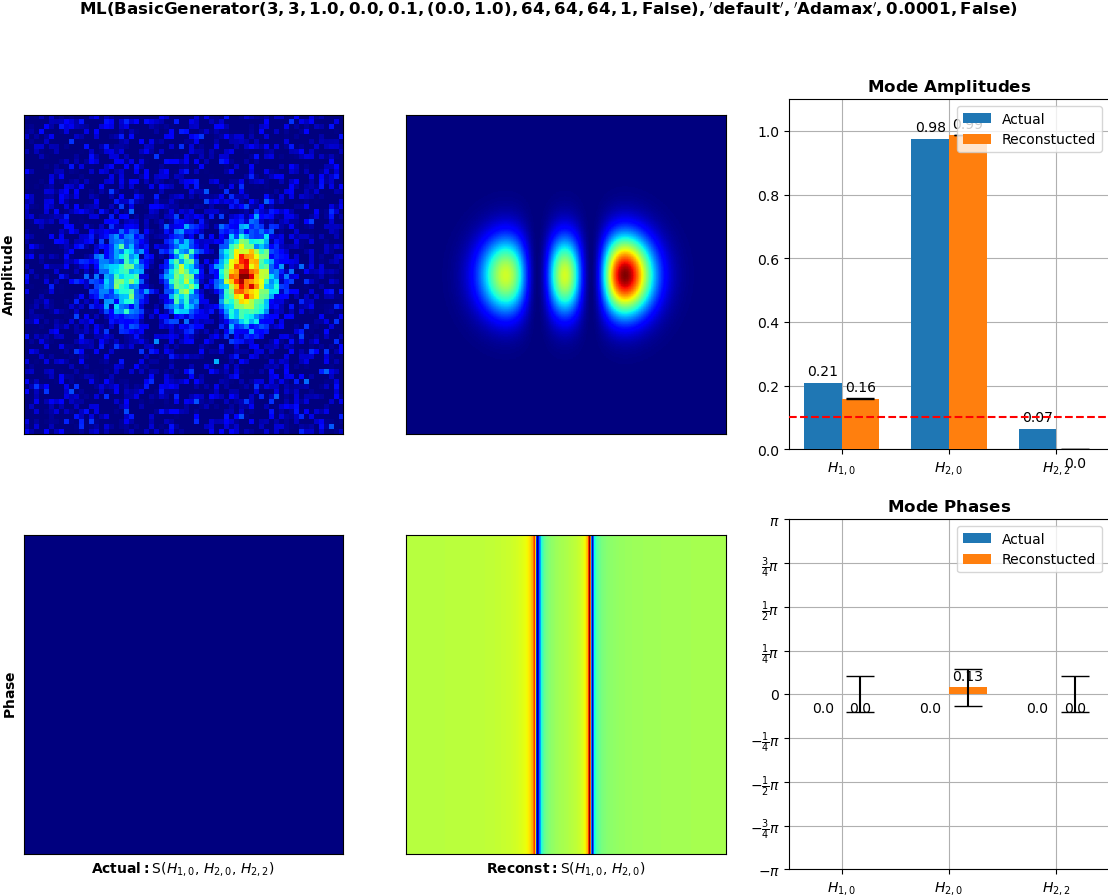 ML(BasicGenerator(3, 3, 1.0, 0.0, 0.1, (0.0, 1.0), 64, 64, 64, 1, False), ′default′, ′Adamax′, 0.0001, False)
Amplitude
Mode Amplitudes
Actual
Reconstucted
1.0
0.8
0.6
0.4
0.2
0.0
0.21
0.16
0.98
0.99
0.07
0.0
H1,0
H2,0
H2,2
Phase
Actual: S(H1,0, H2,0, H2,2)
Reconst: S(H1,0, H2,0)
Mode Phases
Actual
Reconstucted
π
3/4π
1/2π
1/4π
0
−1/4π
−1/2π
−3/4π
−π
0.0
0.0
0.0
0.13
0.0
0.0
H1,0
H2,0
H2,2